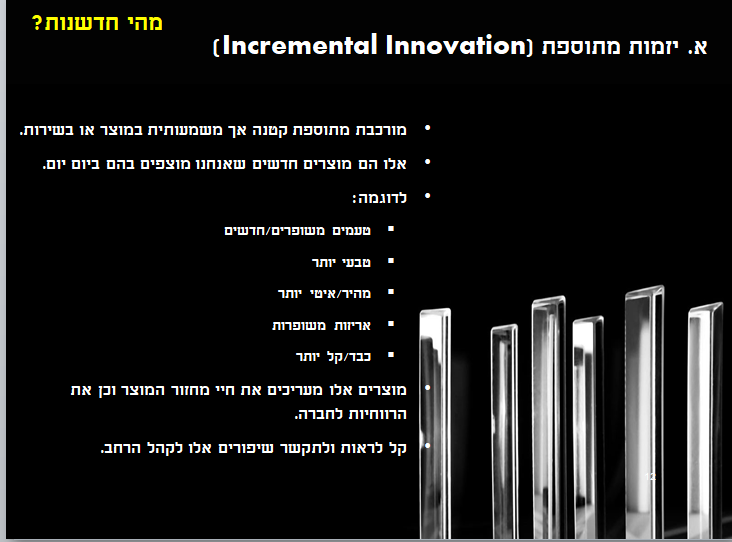 מהי חדשנות?
א. יזמות מתוספת (Incremental Innovation)
• מורכבת מתוספת קטנה אך משמעותית במוצר או בשירות.
• אלו הם מוצרים חדשים שאנחנו מוצפים בהם ביום יום.
• לדוגמה:
▪ טעמים משופרים/חדשים
▪ טבעי יותר
▪ מהיר/איטי יותר
▪ אריזות משופרות
▪ כבד/קל יותר
• מוצרים אלו מעריכים את חיי מחזור המוצר וכן את
הרווחיות לחברה.
• קל לראות ולתקשר שיפורים אלו לקהל הרחב.
12